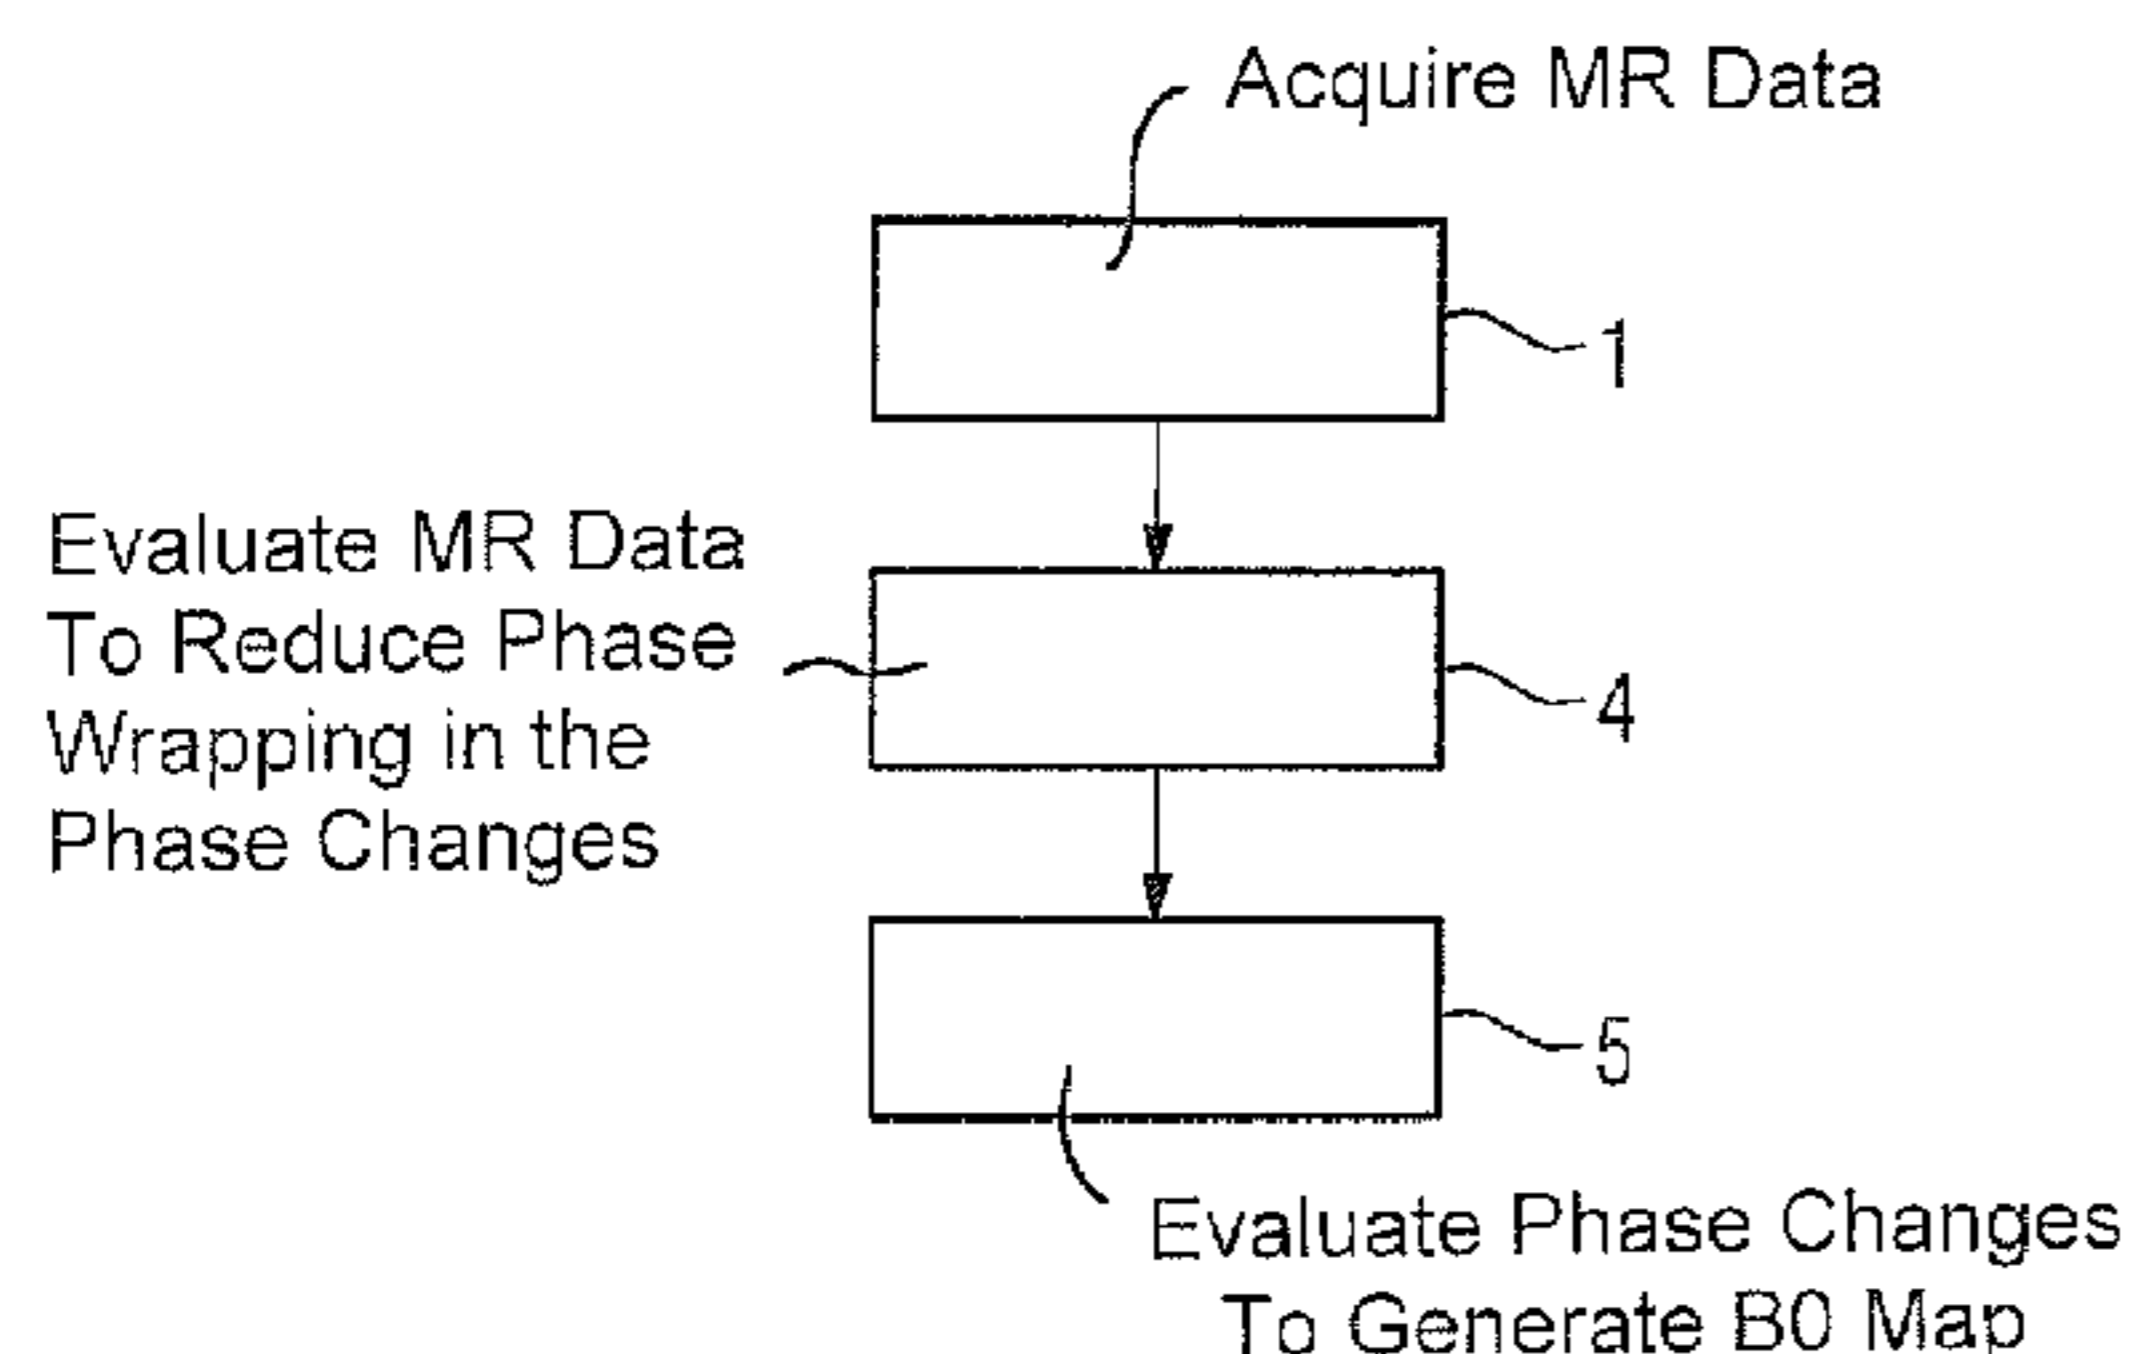 Acquire MR Data
1
Evaluate MR Data
To Reduce Phase
Wrapping in the
Phase Changes
4
5
Evaluate Phase Changes
To Generate B0 Map